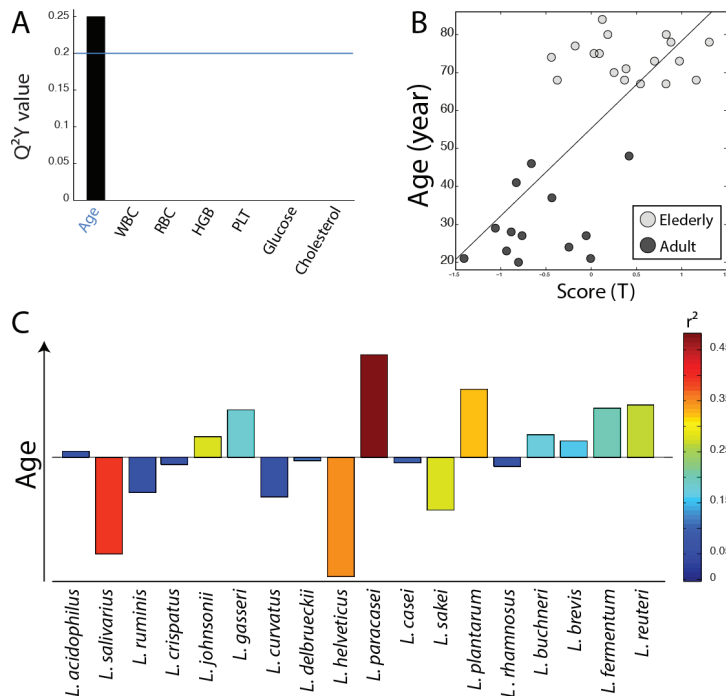 A
Q²Y value
0.25
0.2
0.15
0.1
0.05
0
Age
WBC
RBC
HGB
PLT
Glucose
Cholesterol
B
Age (year)
90
80
70
60
50
40
30
20
-1.5
-1
-0.5
0
0.5
1
1.5
Score (T)
Elederly
Adult
C
Age
r²
0.45
0.35
0.25
0.15
0.05
0
L. acidophilus
L. salivarius
L. ruminis
L. crispatus
L. johnsonii
L. gasseri
L. curvatus
L. delbrueckii
L. helveticus
L. paracasei
L. casei
L. sakei
L. plantarum
L. rhamnosus
L. buchneri
L. brevis
L. fermentum
L. reuteri